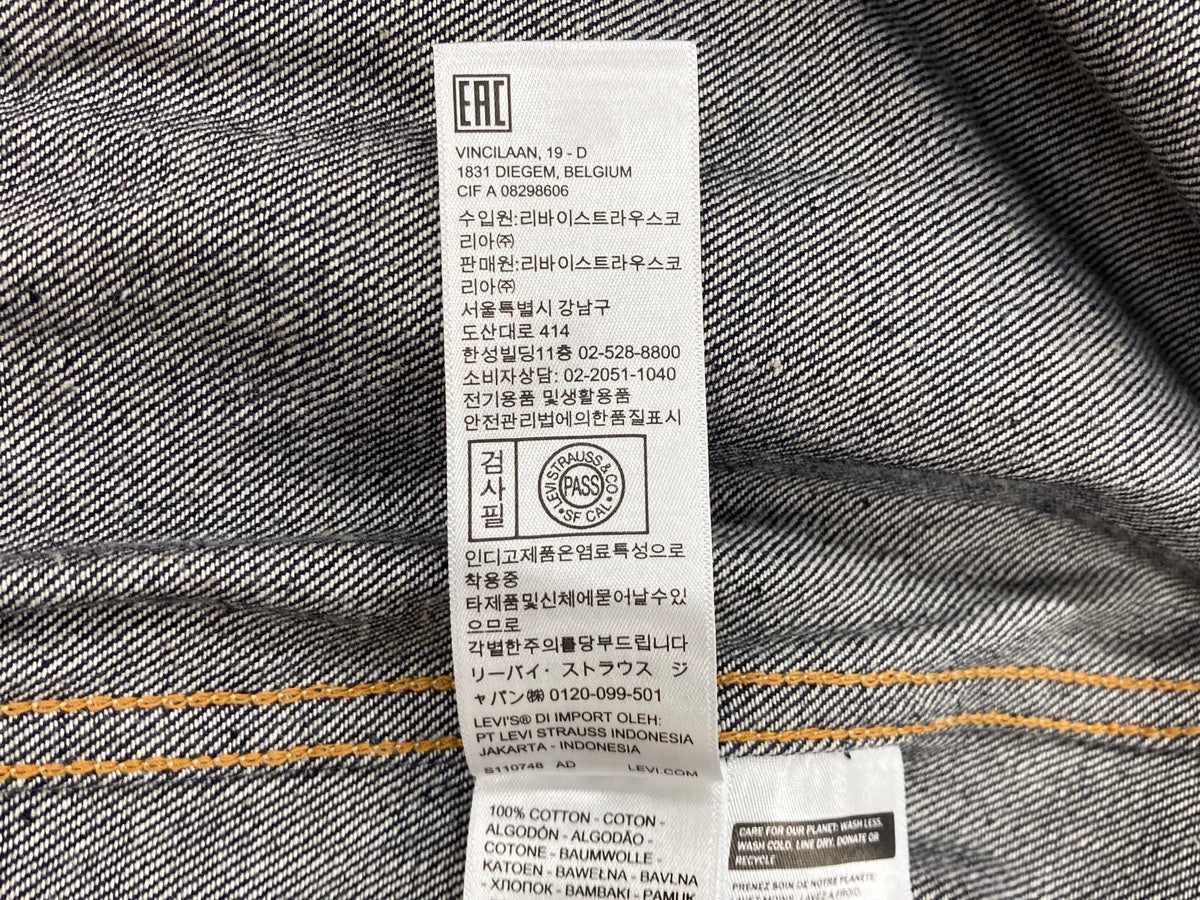 EAC
VINCILAAN, 19 - D
1831 DIEGEM, BELGIUM
CIF A 08298606
수입원:리바이스트라우스코
리아㈜
판매원:리바이스트라우스코
리아㈜
서울특별시 강남구
도산대로 414
한성빌딩11층 02-528-8800
소비자상담: 02-2051-1040
전기용품 및생활용품
안전관리법에의한품질표시
검사필
LEVI STRAUSS & CO
PASS
SF CAL
인디고제품은염료특성으로
착용중
타제품및신체에묻어날수있
으므로
각별한주의를당부드립니다
リーバイ・ストラウス ジ
ャパン㈱ 0120-099-501
LEVI'S® DI IMPORT OLEH:
PT LEVI STRAUSS INDONESIA
JAKARTA - INDONESIA
S110748 AD LEVI.COM
100% COTTON - COTON -
ALGODÓN - ALGODÃO -
COTONE - BAUMWOLLE -
KATOEN - BAWEŁNA - BAVLNA
- ХЛОПОК - BAMBAKI - PAMUK
CARE FOR OUR PLANET: WASH LESS,
WASH COLD, LINE DRY, DONATE OR
RECYCLE
PRENEZ SOIN DE NOTRE PLANÈTE: